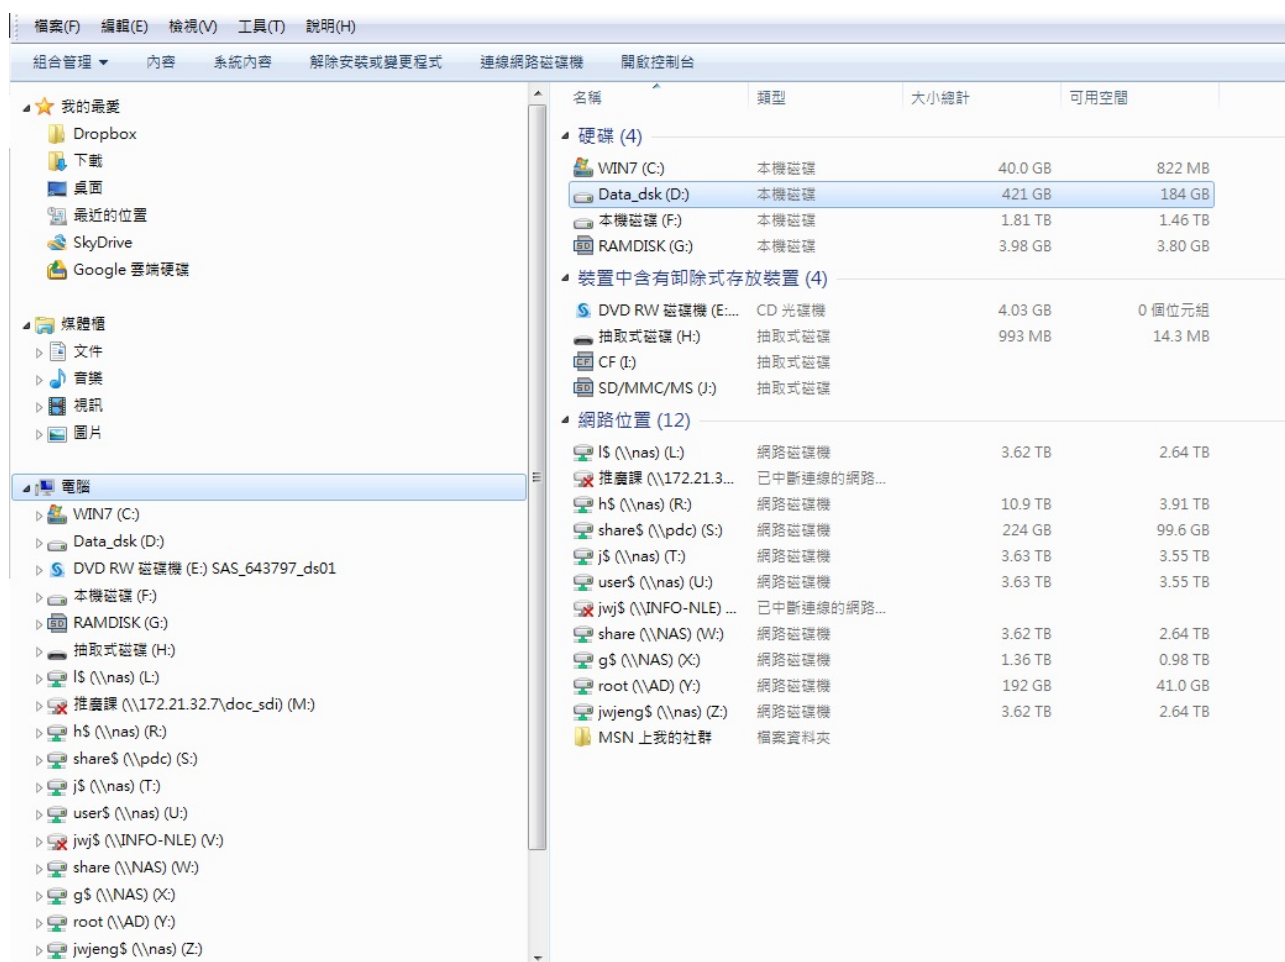 檔案(F) 編輯(E) 檢視(V) 工具(T) 說明(H)
組合管理 內容 系統內容 解除安裝或變更程式 連線網路磁碟機 開啟控制台
我的最愛
Dropbox
下載
桌面
最近的位置
SkyDrive
Google 雲端硬碟
媒體櫃
文件
音樂
視訊
圖片
電腦
WIN7 (C:)
Data_dsk (D:)
DVD RW 磁碟機 (E:) SAS_643797_ds01
本機磁碟 (F:)
RAMDISK (G:)
抽取式磁碟 (H:)
l$ (\\nas) (L:)
推廣課 (\\172.21.32.7\doc_sdi) (M:)
h$ (\\nas) (R:)
share$ (\\pdc) (S:)
j$ (\\nas) (T:)
user$ (\\nas) (U:)
jwj$ (\\INFO-NLE) (V:)
share (\\NAS) (W:)
g$ (\\NAS) (X:)
root (\\AD) (Y:)
jwjeng$ (\\nas) (Z:)
名稱 類型 大小總計 可用空間
硬碟 (4)
WIN7 (C:) 本機磁碟 40.0 GB 822 MB
Data_dsk (D:) 本機磁碟 421 GB 184 GB
本機磁碟 (F:) 本機磁碟 1.81 TB 1.46 TB
RAMDISK (G:) 本機磁碟 3.98 GB 3.80 GB
裝置中含有卸除式存放裝置 (4)
DVD RW 磁碟機 (E:... CD 光碟機 4.03 GB 0 個位元組
抽取式磁碟 (H:) 抽取式磁碟 993 MB 14.3 MB
CF (I:) 抽取式磁碟
SD/MMC/MS (J:) 抽取式磁碟
網路位置 (12)
l$ (\\nas) (L:) 網路磁碟機 3.62 TB 2.64 TB
推廣課 (\\172.21.3... 已中斷連線的網路...
h$ (\\nas) (R:) 網路磁碟機 10.9 TB 3.91 TB
share$ (\\pdc) (S:) 網路磁碟機 224 GB 99.6 GB
j$ (\\nas) (T:) 網路磁碟機 3.63 TB 3.55 TB
user$ (\\nas) (U:) 網路磁碟機 3.63 TB 3.55 TB
jwj$ (\\INFO-NLE) ... 已中斷連線的網路...
share (\\NAS) (W:) 網路磁碟機 3.62 TB 2.64 TB
g$ (\\NAS) (X:) 網路磁碟機 1.36 TB 0.98 TB
root (\\AD) (Y:) 網路磁碟機 192 GB 41.0 GB
jwjeng$ (\\nas) (Z:) 網路磁碟機 3.62 TB 2.64 TB
MSN 上我的社群 檔案資料夾